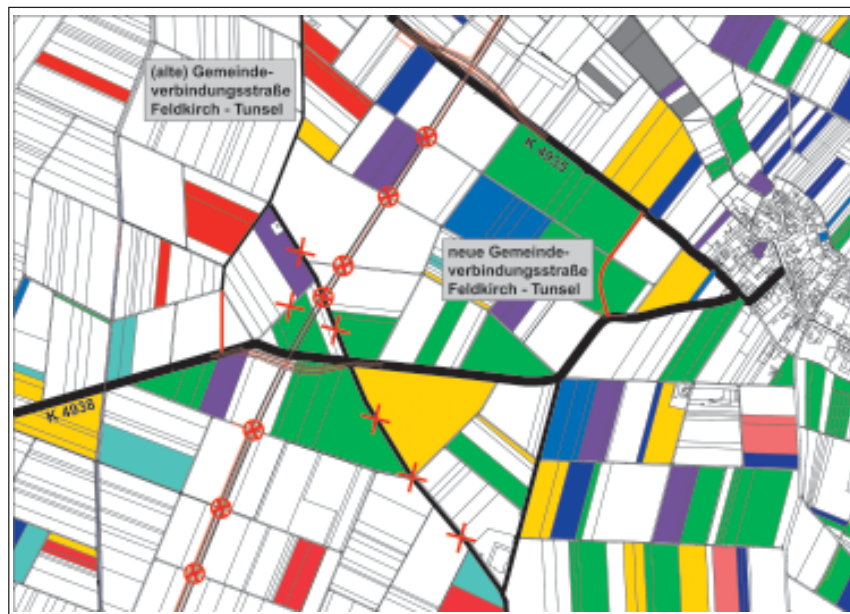 (alte) Gemeinde-
verbindungsstraße
Feldkirch - Tunsel
K 4935
neue Gemeinde-
verbindungsstraße
Feldkirch - Tunsel
K 4938